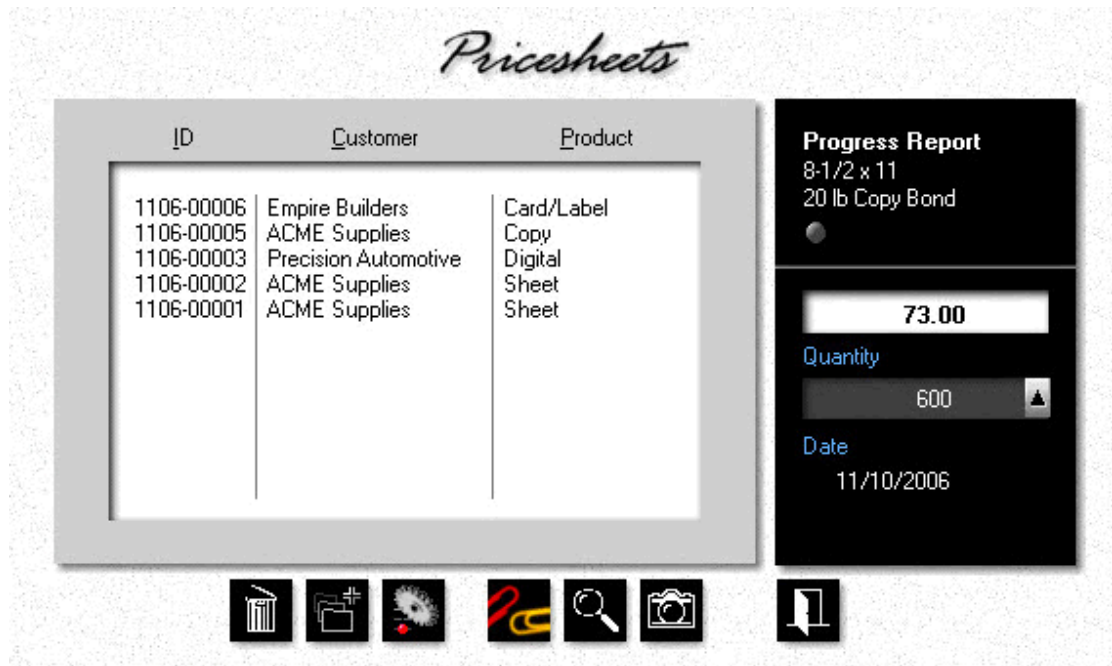 Pricesheets
ID Customer Product
1106-00006 Empire Builders Card/Label
1106-00005 ACME Supplies Copy
1106-00003 Precision Automotive Digital
1106-00002 ACME Supplies Sheet
1106-00001 ACME Supplies Sheet
Progress Report
8-1/2 x 11
20 lb Copy Bond
73.00
Quantity
600
Date
11/10/2006